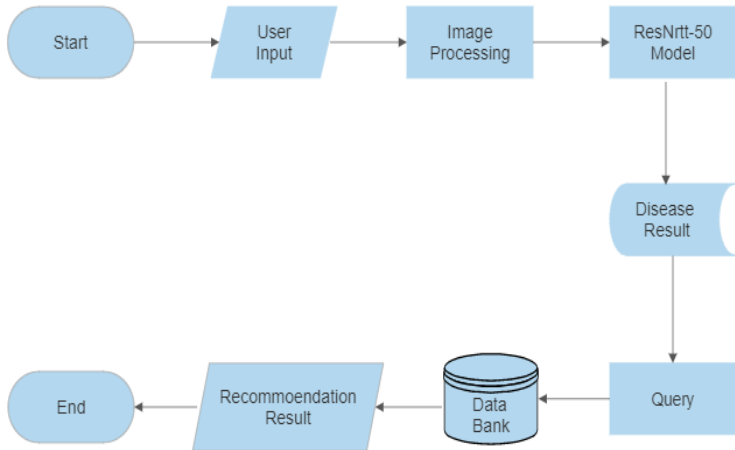 Start
User
Input
Image
Processing
ResNrtt-50
Model
Disease
Result
Query
Data
Bank
Recommoendation
Result
End